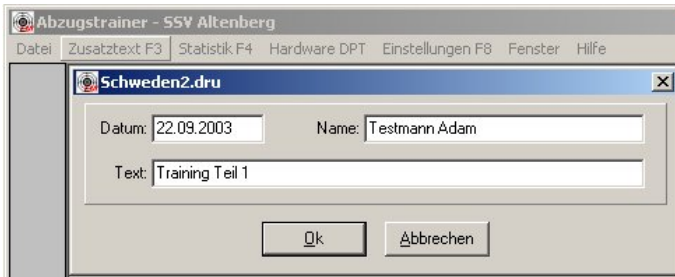 Abzugstrainer - SSV Altenberg
Datei Zusatztext F3 Statistik F4 Hardware DPT Einstellungen F8 Fenster Hilfe
Schweden2.dru
Datum: 22.09.2003 Name: Testmann Adam
Text: Training Teil 1
Ok Abbrechen